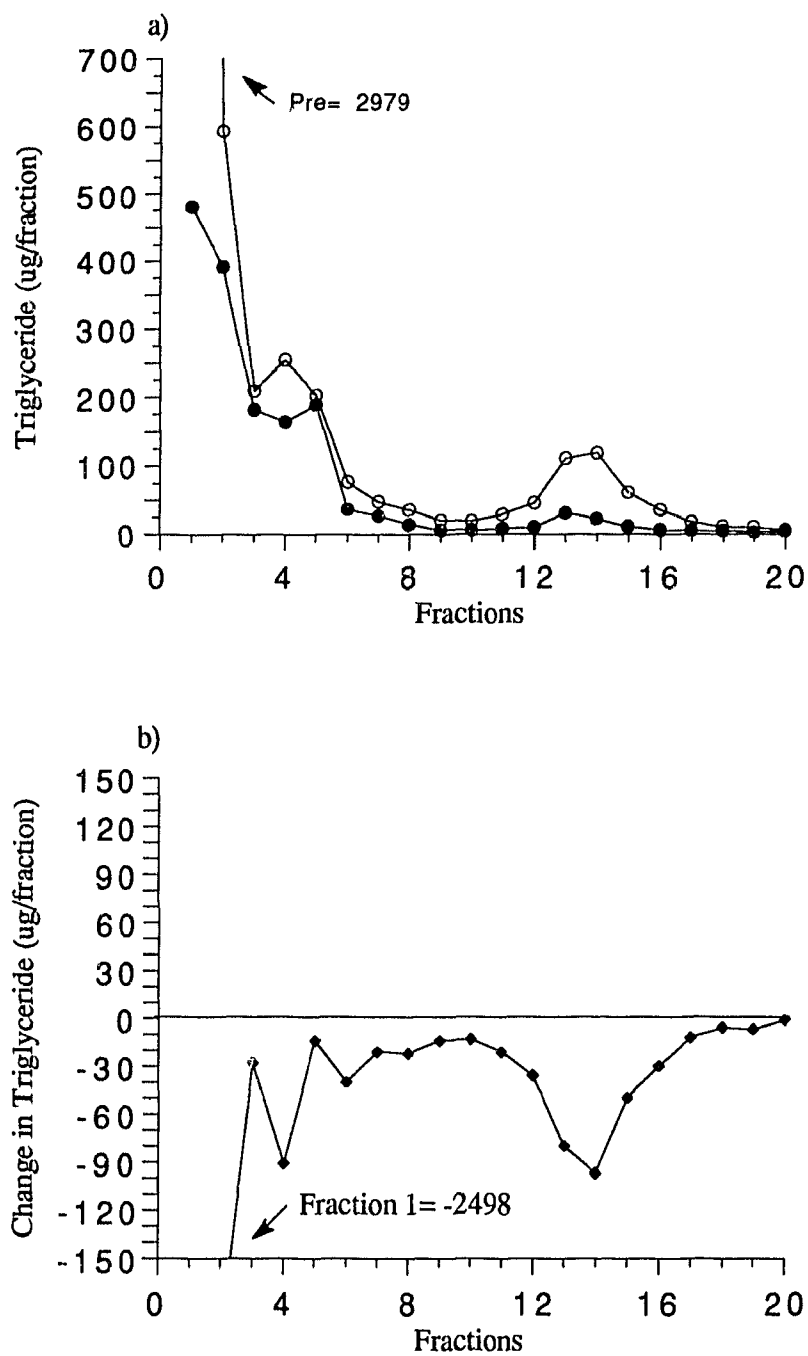 a)
Triglyceride (ug/fraction)
700
600
500
400
300
200
100
0
Pre= 2979
0 4 8 12 16 20
Fractions
b)
Change in Triglyceride (ug/fraction)
150
120
90
60
30
0
-30
-60
-90
-120
-150
Fraction 1= -2498
0 4 8 12 16 20
Fractions